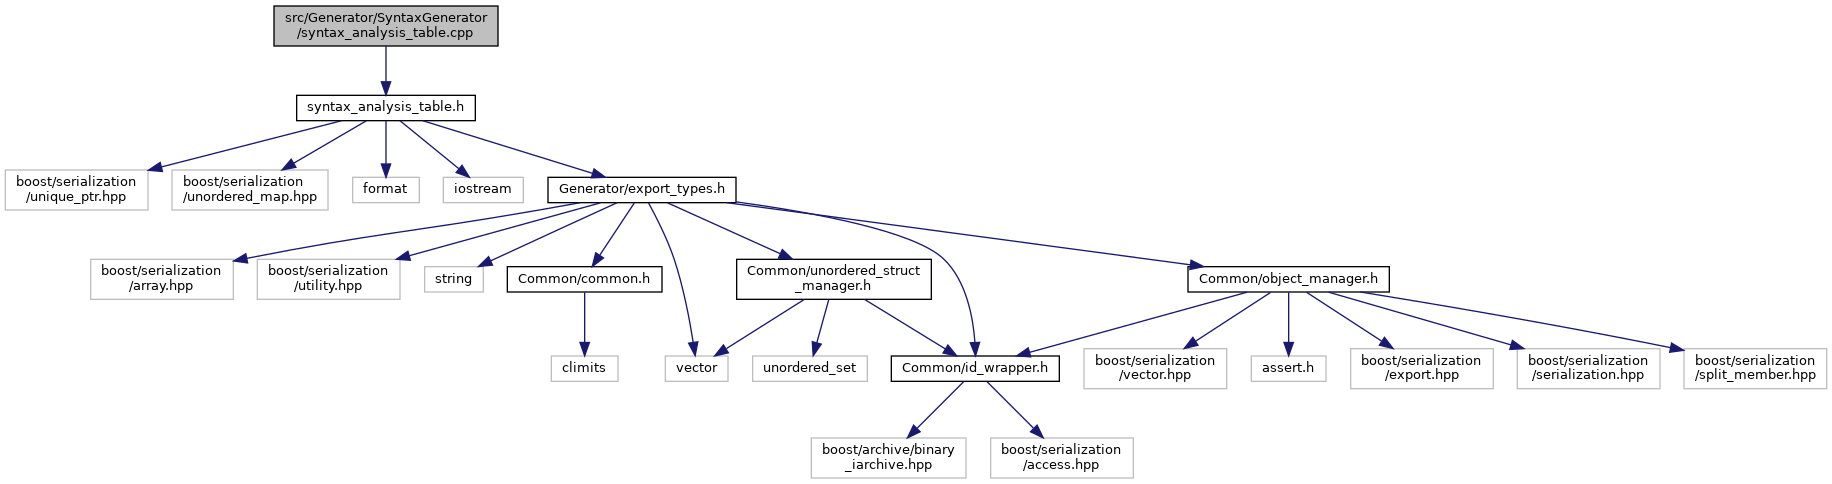 src/Generator/SyntaxGenerator
/syntax_analysis_table.cpp
syntax_analysis_table.h
boost/serialization
/unique_ptr.hpp
boost/serialization
/unordered_map.hpp
format
iostream
Generator/export_types.h
boost/serialization
/array.hpp
boost/serialization
/utility.hpp
string
Common/common.h
Common/unordered_struct
_manager.h
Common/object_manager.h
climits
vector
unordered_set
Common/id_wrapper.h
boost/serialization
/vector.hpp
assert.h
boost/serialization
/export.hpp
boost/serialization
/serialization.hpp
boost/serialization
/split_member.hpp
boost/archive/binary
_iarchive.hpp
boost/serialization
/access.hpp